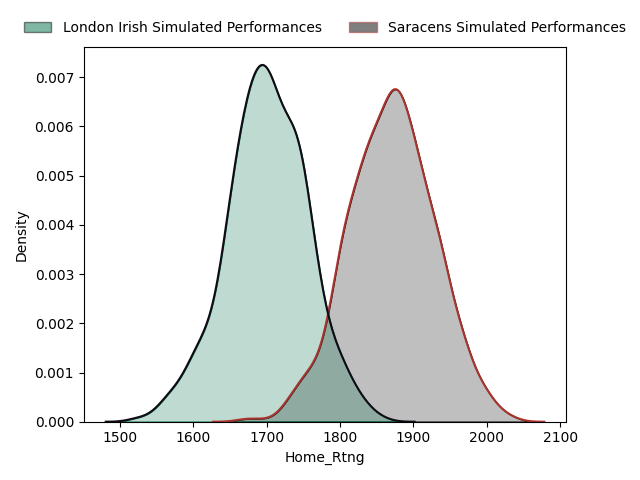 London Irish Simulated Performances Saracens Simulated Performances
0.007
0.006
0.005
0.004
0.003
0.002
0.001
0.000
Density
1500 1600 1700 1800 1900 2000 2100
Home_Rtng